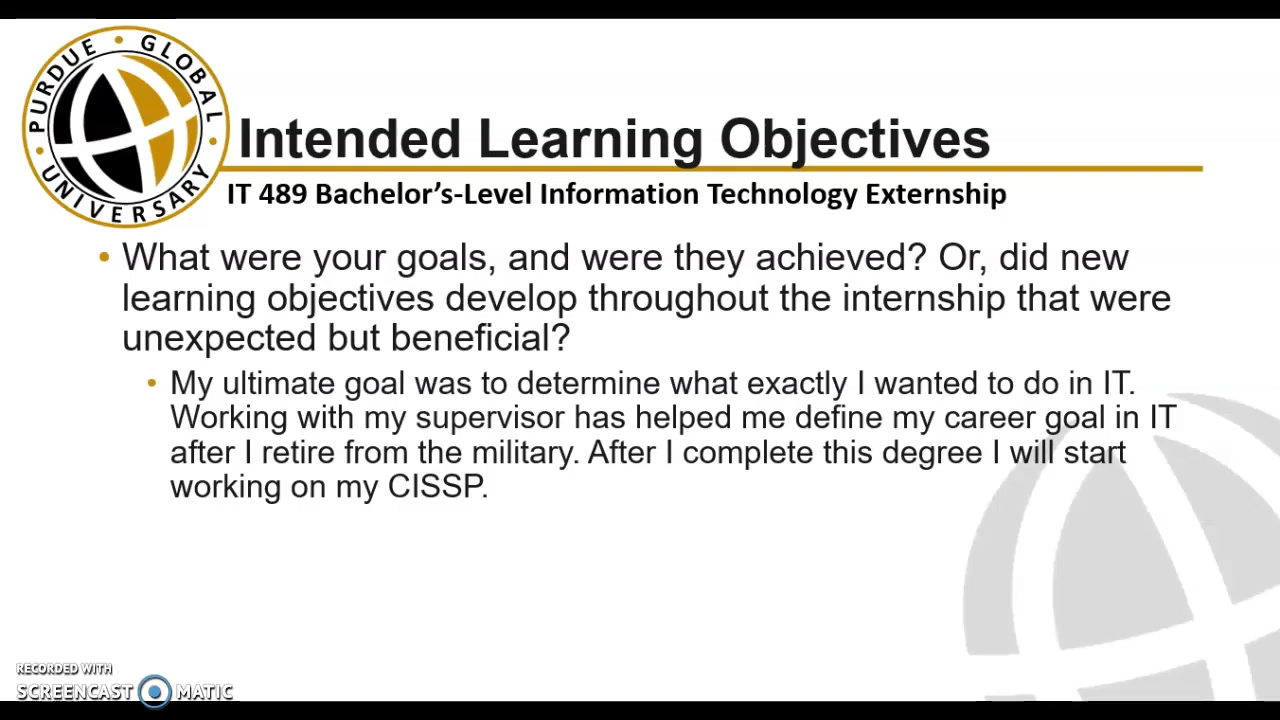 PURDUE • GLOBAL • UNIVERSITY •
Intended Learning Objectives
IT 489 Bachelor’s-Level Information Technology Externship
• What were your goals, and were they achieved? Or, did new
learning objectives develop throughout the internship that were
unexpected but beneficial?
• My ultimate goal was to determine what exactly I wanted to do in IT.
Working with my supervisor has helped me define my career goal in IT
after I retire from the military. After I complete this degree I will start
working on my CISSP.
RECORDED WITH
SCREENCAST MATIC